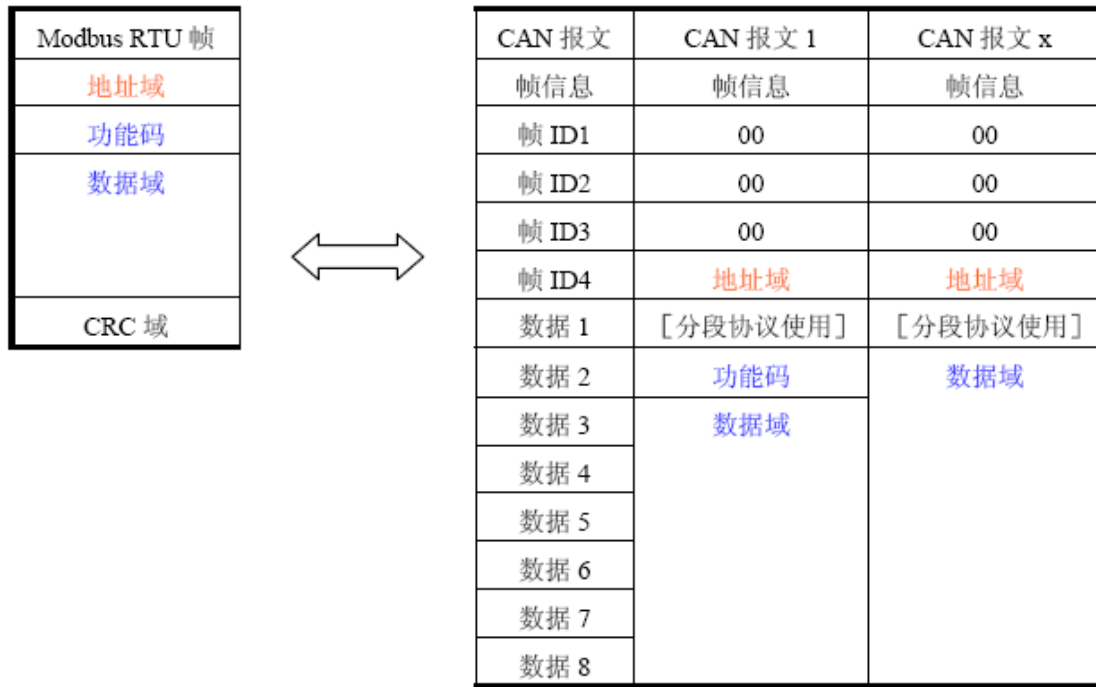 Modbus RTU 帧
地址域
功能码
数据域
CRC 域
CAN 报文 CAN 报文 1 CAN 报文 x
帧信息 帧信息 帧信息
帧 ID1 00 00
帧 ID2 00 00
帧 ID3 00 00
帧 ID4 地址域 地址域
数据 1 [分段协议使用] [分段协议使用]
数据 2 功能码 数据域
数据 3 数据域
数据 4
数据 5
数据 6
数据 7
数据 8